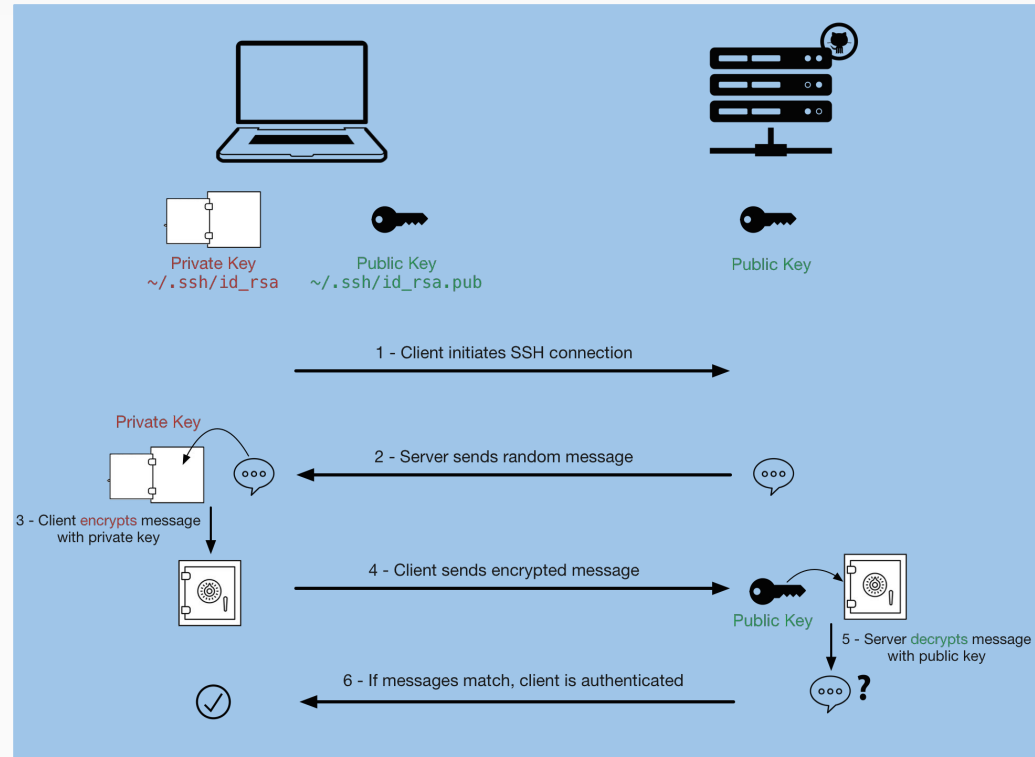 Private Key
~/.ssh/id_rsa
Public Key
~/.ssh/id_rsa.pub
Public Key
1 - Client initiates SSH connection
Private Key
2 - Server sends random message
3 - Client encrypts message
with private key
4 - Client sends encrypted message
Public Key
5 - Server decrypts message
with public key
6 - If messages match, client is authenticated
?